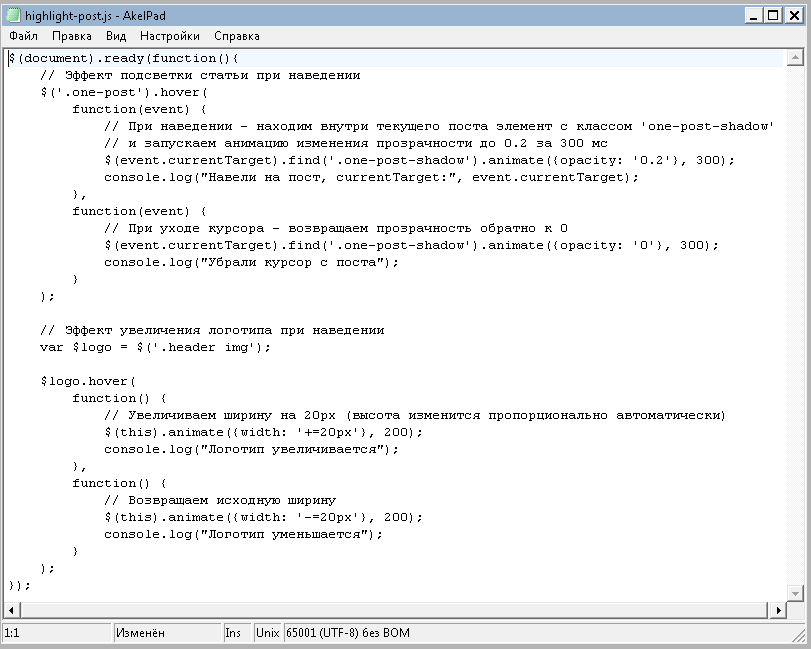 highlight-post.js - AkelPad
Файл Правка Вид Настройки Справка
$(document).ready(function(){
    // Эффект подсветки статьи при наведении
    $('.one-post').hover(
        function(event) {
            // При наведении - находим внутри текущего поста элемент с классом 'one-post-shadow'
            // и запускаем анимацию изменения прозрачности до 0.2 за 300 мс
            $(event.currentTarget).find('.one-post-shadow').animate({opacity: '0.2'}, 300);
            console.log("Навели на пост, currentTarget:", event.currentTarget);
        },
        function(event) {
            // При уходе курсора - возвращаем прозрачность обратно к 0
            $(event.currentTarget).find('.one-post-shadow').animate({opacity: '0'}, 300);
            console.log("Убрали курсор с поста");
        }
    );

    // Эффект увеличения логотипа при наведении
    var $logo = $('.header img');

    $logo.hover(
        function() {
            // Увеличиваем ширину на 20px (высота изменится пропорционально автоматически)
            $(this).animate({width: '+=20px'}, 200);
            console.log("Логотип увеличивается");
        },
        function() {
            // Возвращаем исходную ширину
            $(this).animate({width: '-=20px'}, 200);
            console.log("Логотип уменьшается");
        }
    );
});
1:1 Изменён Ins Unix 65001 (UTF-8) без BOM